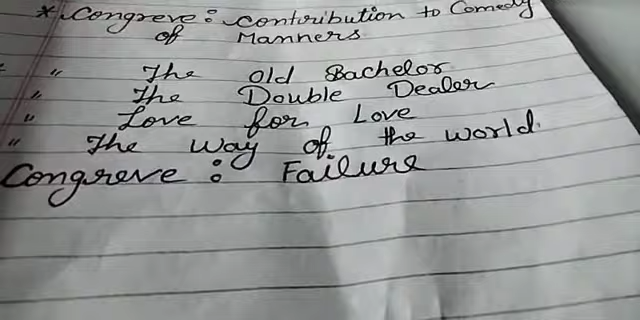 * Congreve : contribution to Comedy
of Manners
" The Old Bachelor
" The Double Dealer
" Love for Love
" The way of the world.
Congreve : Failure